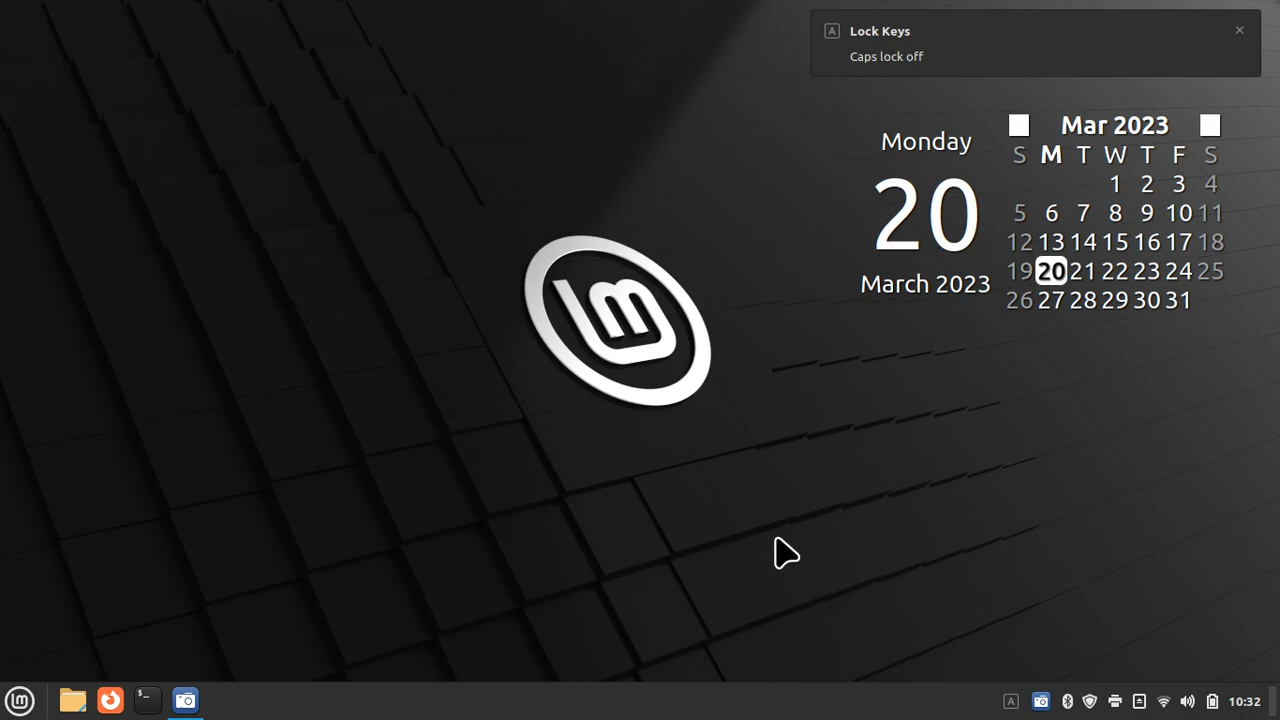 A Lock Keys
Caps lock off
Monday
20
March 2023
Mar 2023
S M T W T F S
1 2 3 4
5 6 7 8 9 10 11
12 13 14 15 16 17 18
19 20 21 22 23 24 25
26 27 28 29 30 31
lm
lm
$-
A
10:32